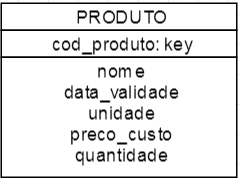 PRODUTO
cod_produto: key
nome
data_validade
unidade
preco_custo
quantidade